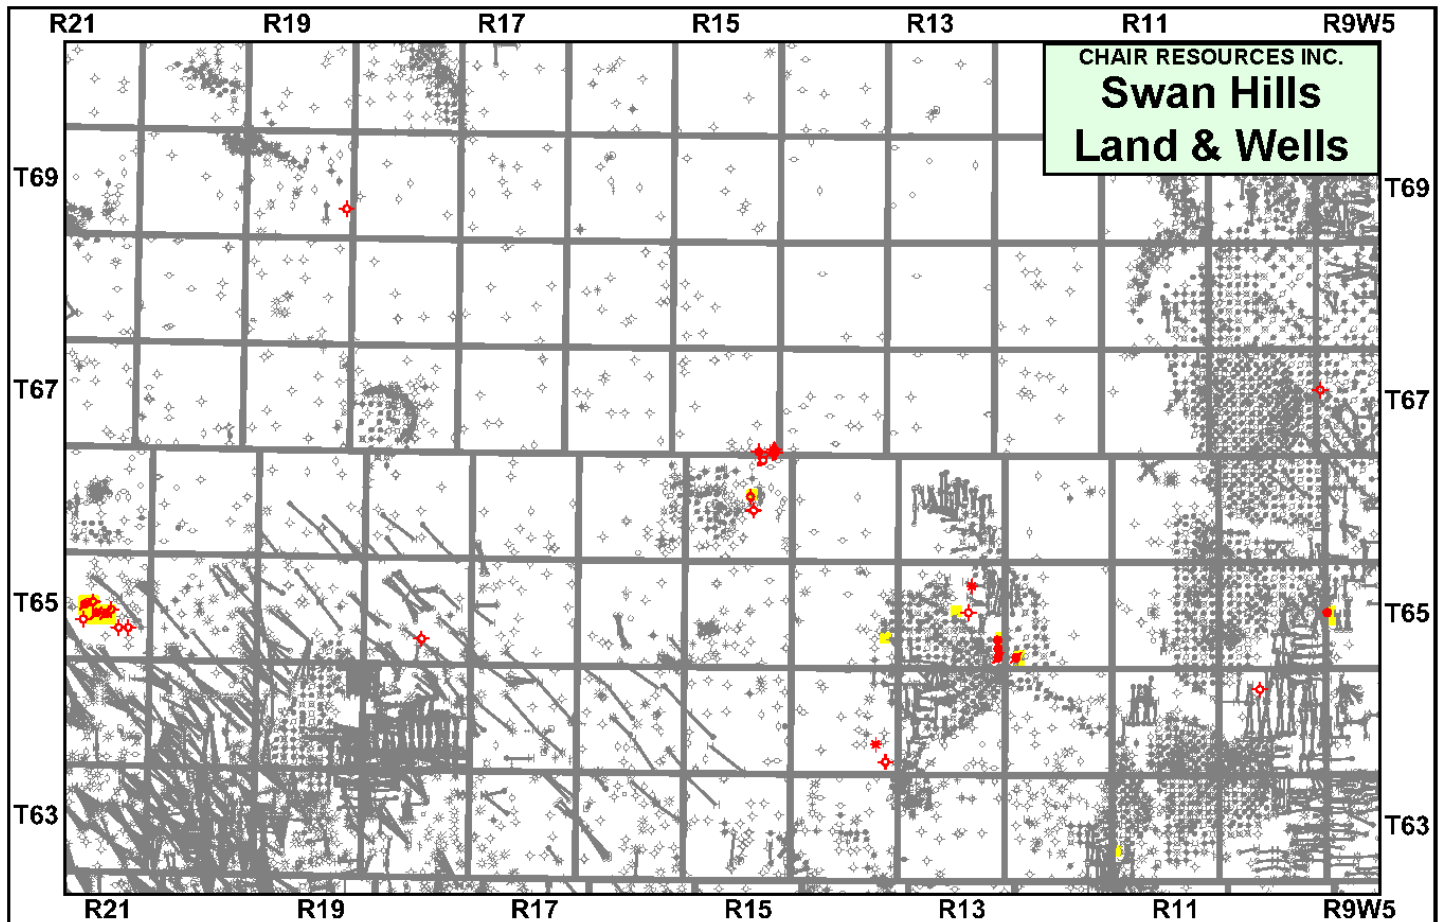 R21 R19 R17 R15 R13 R11 R9W5
CHAIR RESOURCES INC.
Swan Hills
Land & Wells
T69 T69
T67 T67
T65 T65
T63 T63
R21 R19 R17 R15 R13 R11 R9W5